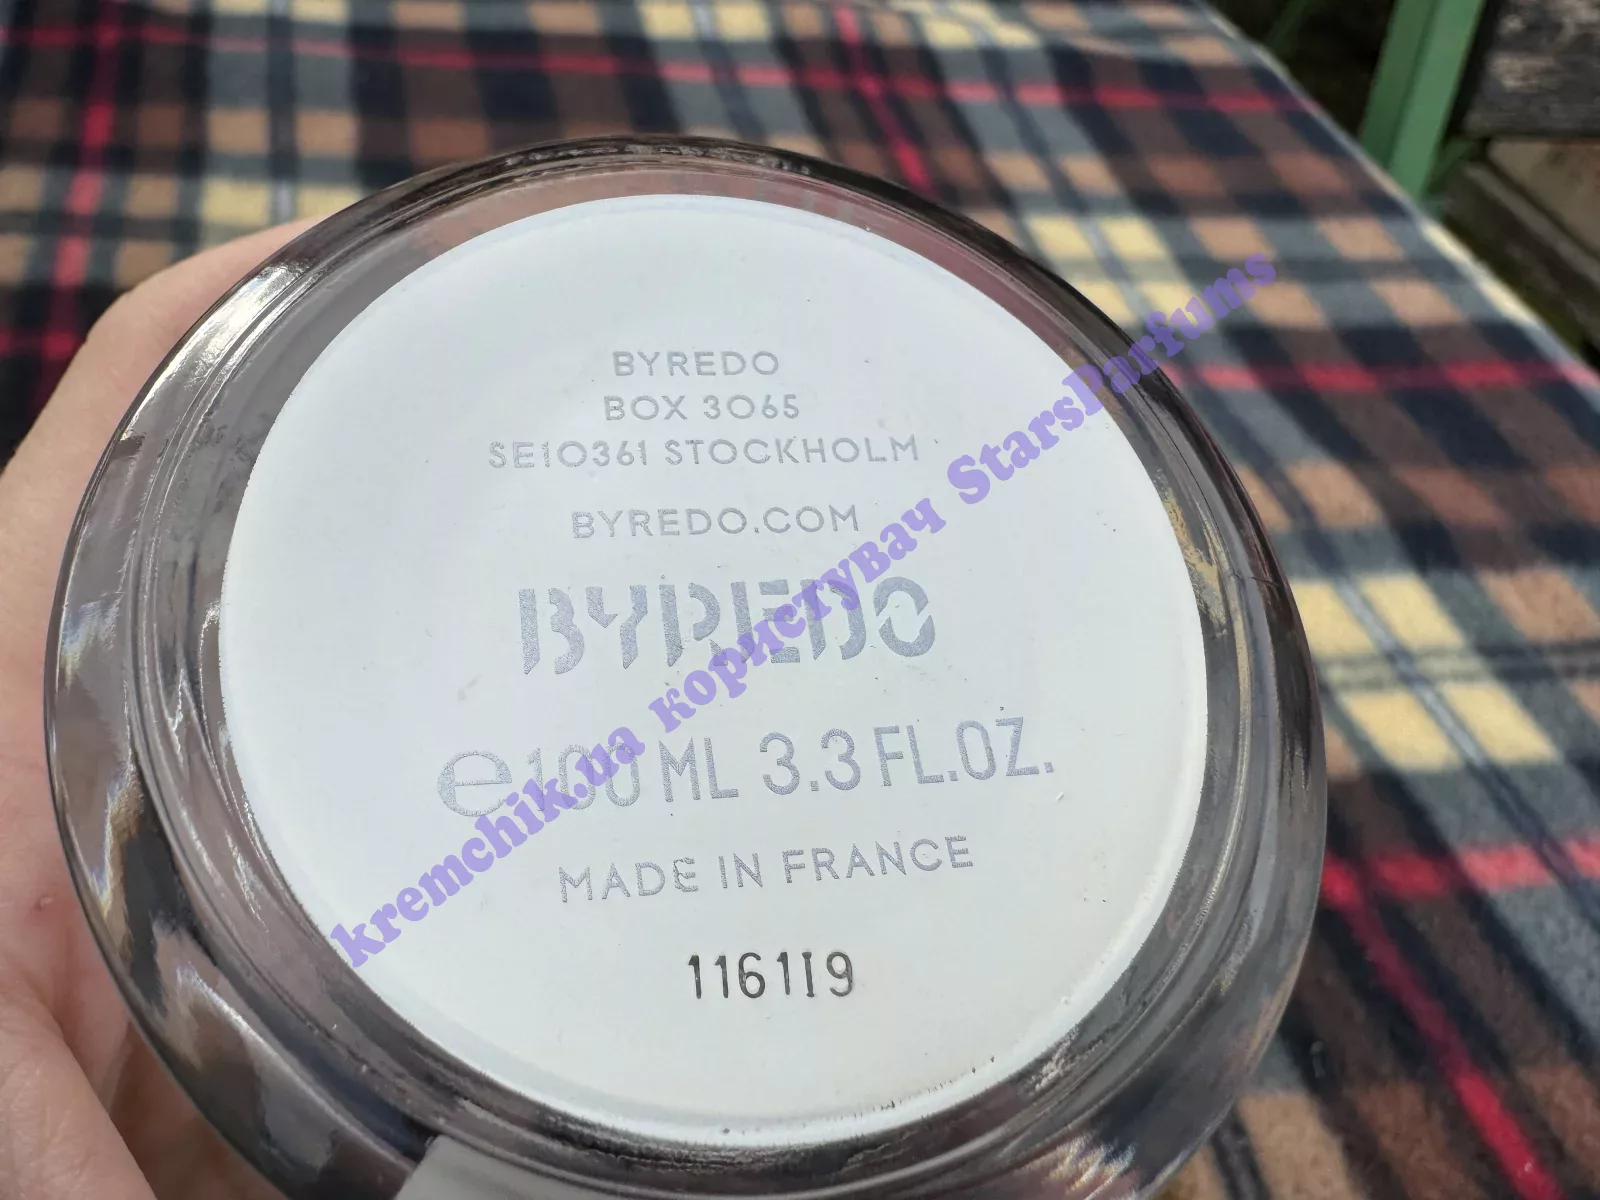 BYREDO
BOX 3065
SE10361 STOCKHOLM
BYREDO.COM
BYREDO
℮ 100 ML 3.3 FL.OZ.
MADE IN FRANCE
1161I9
kremchik.ua користувач StarsParfums